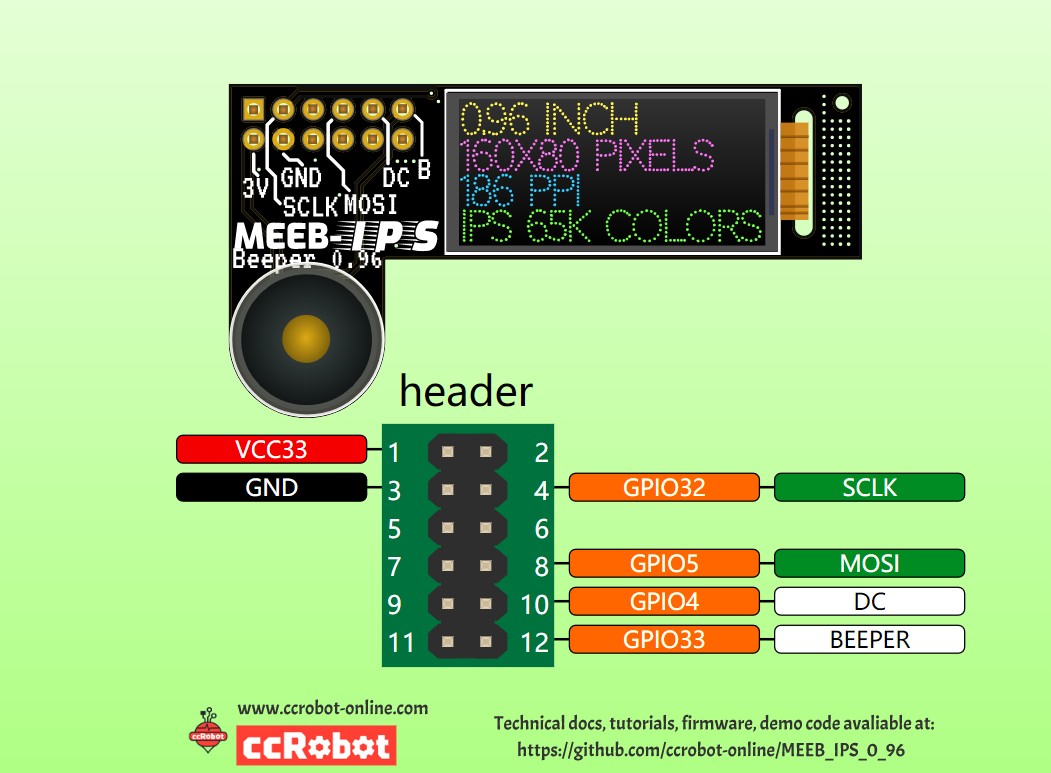 0.96 INCH
160X80 PIXELS
186 PPI
IPS 65K COLORS
3V GND DC B
SCLK MOSI
MEEB-IPS
Beeper 0.96
header
VCC33 1 2
GND 3 4 GPIO32 SCLK
5 6
7 8 GPIO5 MOSI
9 10 GPIO4 DC
11 12 GPIO33 BEEPER
www.ccrobot-online.com
ccRobot
ccRobot
Technical docs, tutorials, firmware, demo code avaliable at:
https://github.com/ccrobot-online/MEEB_IPS_0_96